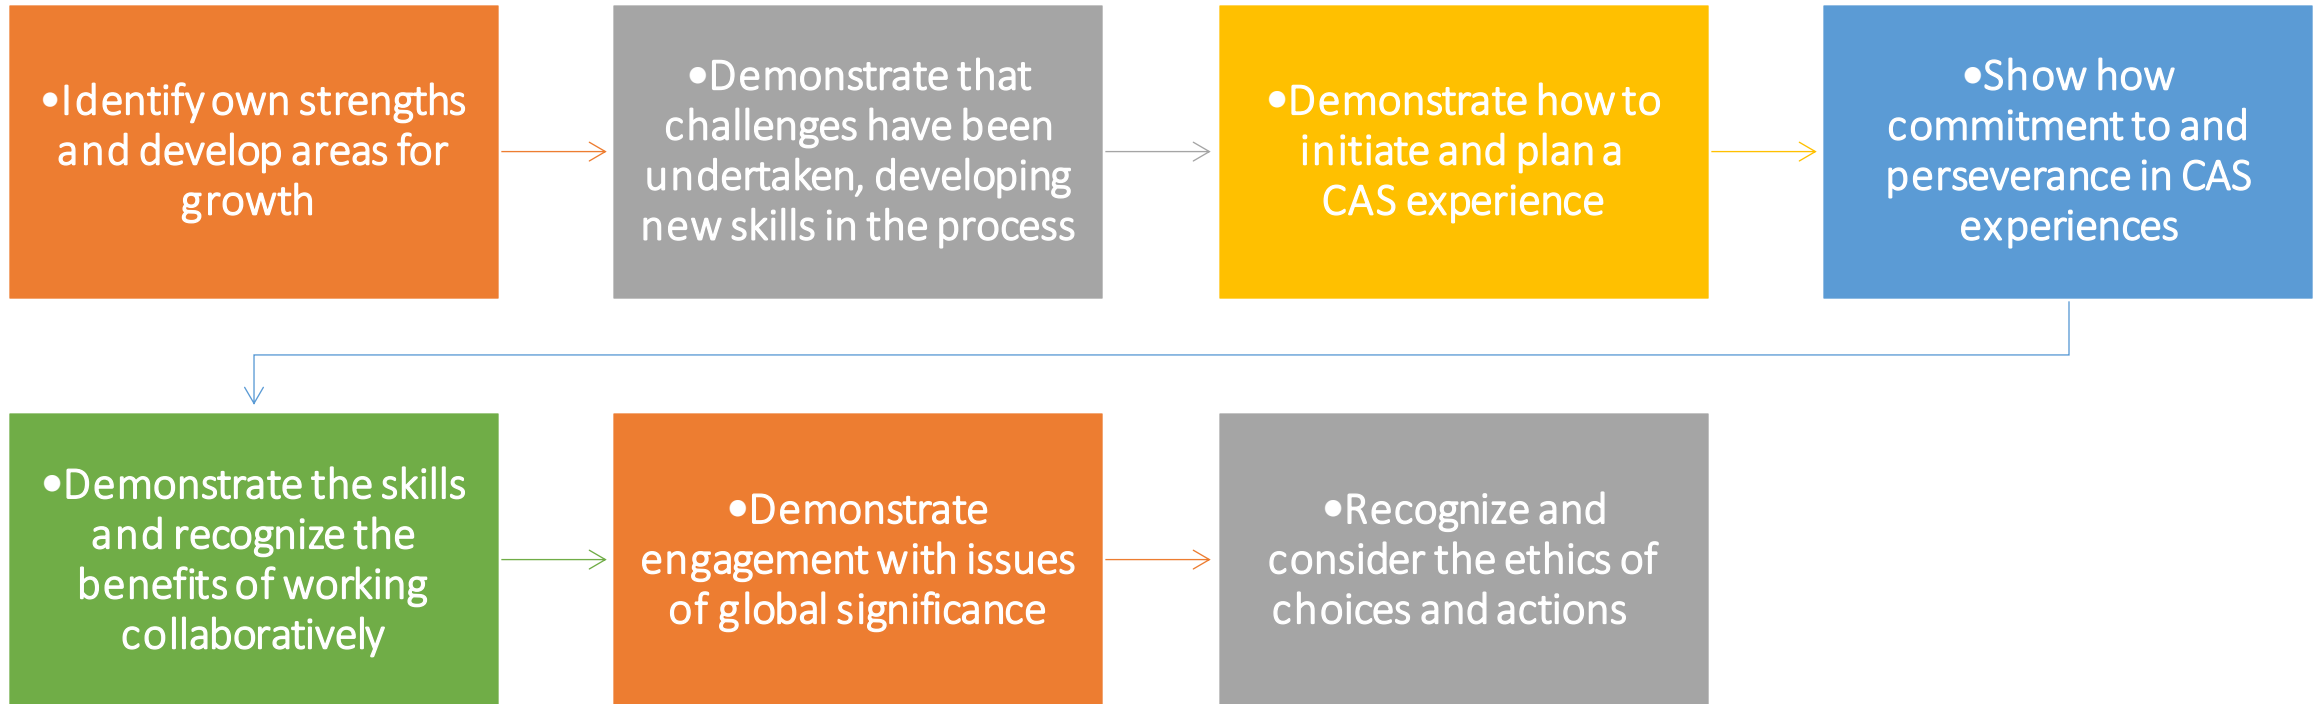 •Identify own strengths
and develop areas for
growth
•Demonstrate that
challenges have been
undertaken, developing
new skills in the process
•Demonstrate how to
initiate and plan a
CAS experience
•Show how
commitment to and
perseverance in CAS
experiences
•Demonstrate the skills
and recognize the
benefits of working
collaboratively
•Demonstrate
engagement with issues
of global significance
•Recognize and
consider the ethics of
choices and actions